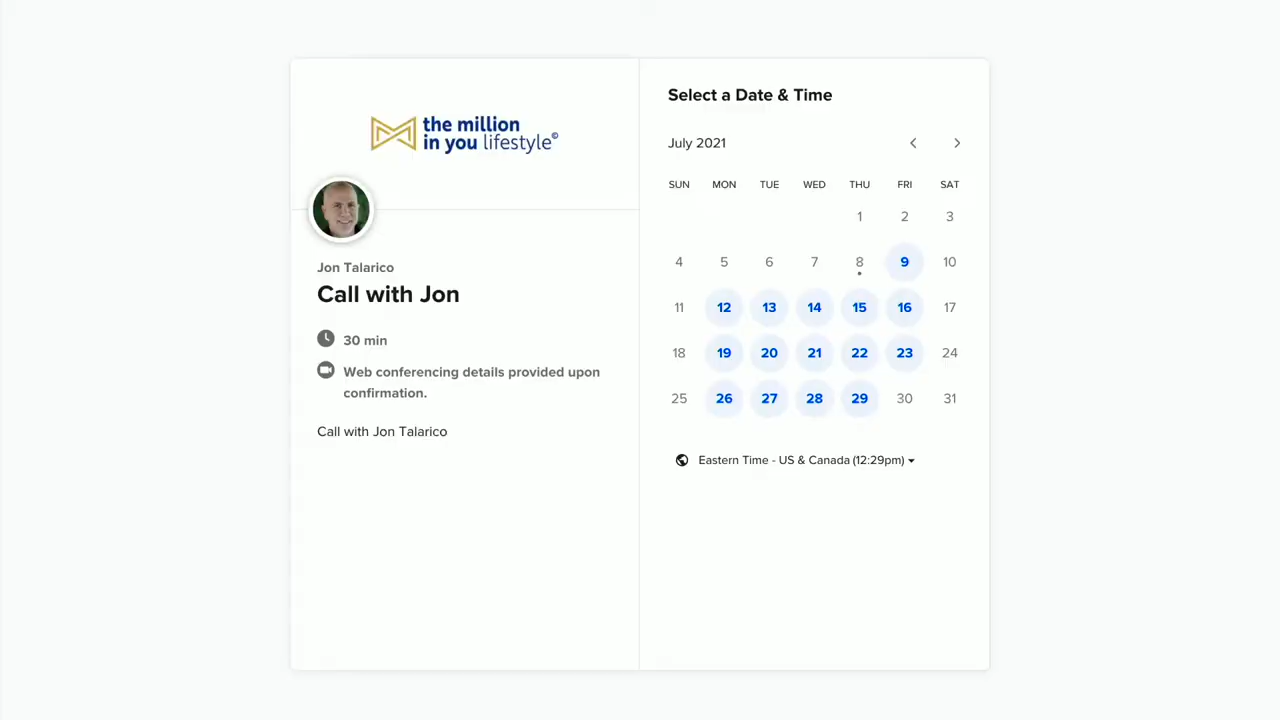 the million
in you lifestyle©
Jon Talarico
Call with Jon
30 min
Web conferencing details provided upon
confirmation.
Call with Jon Talarico
Select a Date & Time
July 2021
SUN MON TUE WED THU FRI SAT
1 2 3
4 5 6 7 8 9 10
11 12 13 14 15 16 17
18 19 20 21 22 23 24
25 26 27 28 29 30 31
Eastern Time - US & Canada (12:29pm)